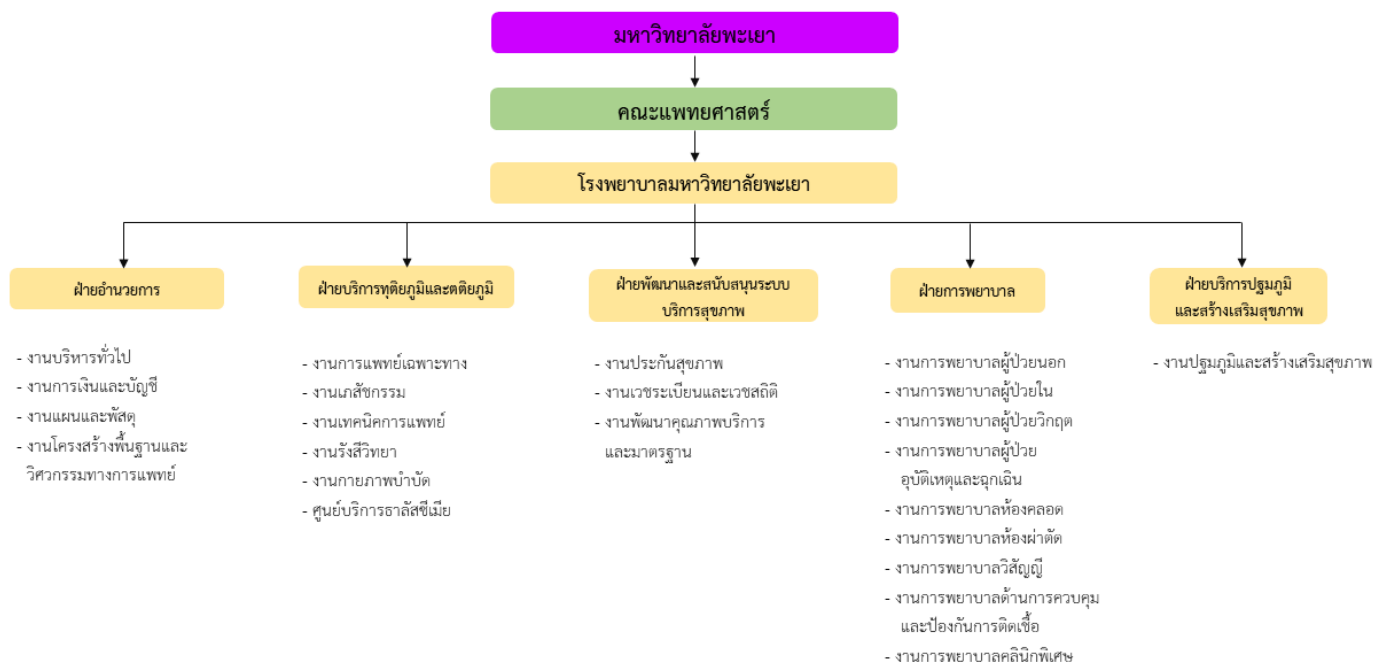 มหาวิทยาลัยพะเยา
คณะแพทยศาสตร์
โรงพยาบาลมหาวิทยาลัยพะเยา
ฝ่ายอำนวยการ
- งานบริหารทั่วไป
- งานการเงินและบัญชี
- งานแผนและพัสดุ
- งานโครงสร้างพื้นฐานและ
วิศวกรรมทางการแพทย์
ฝ่ายบริการทุติยภูมิและตติยภูมิ
- งานการแพทย์เฉพาะทาง
- งานเภสัชกรรม
- งานเทคนิคการแพทย์
- งานรังสีวิทยา
- งานกายภาพบำบัด
- ศูนย์บริการธาลัสซีเมีย
ฝ่ายพัฒนาและสนับสนุนระบบ
บริการสุขภาพ
- งานประกันสุขภาพ
- งานเวชระเบียนและเวชสถิติ
- งานพัฒนาคุณภาพบริการ
และมาตรฐาน
ฝ่ายการพยาบาล
- งานการพยาบาลผู้ป่วยนอก
- งานการพยาบาลผู้ป่วยใน
- งานการพยาบาลผู้ป่วยวิกฤต
- งานการพยาบาลผู้ป่วย
อุบัติเหตุและฉุกเฉิน
- งานการพยาบาลห้องคลอด
- งานการพยาบาลห้องผ่าตัด
- งานการพยาบาลวิสัญญี
- งานการพยาบาลด้านการควบคุม
และป้องกันการติดเชื้อ
- งานการพยาบาลคลินิกพิเศษ
ฝ่ายบริการปฐมภูมิ
และสร้างเสริมสุขภาพ
- งานปฐมภูมิและสร้างเสริมสุขภาพ